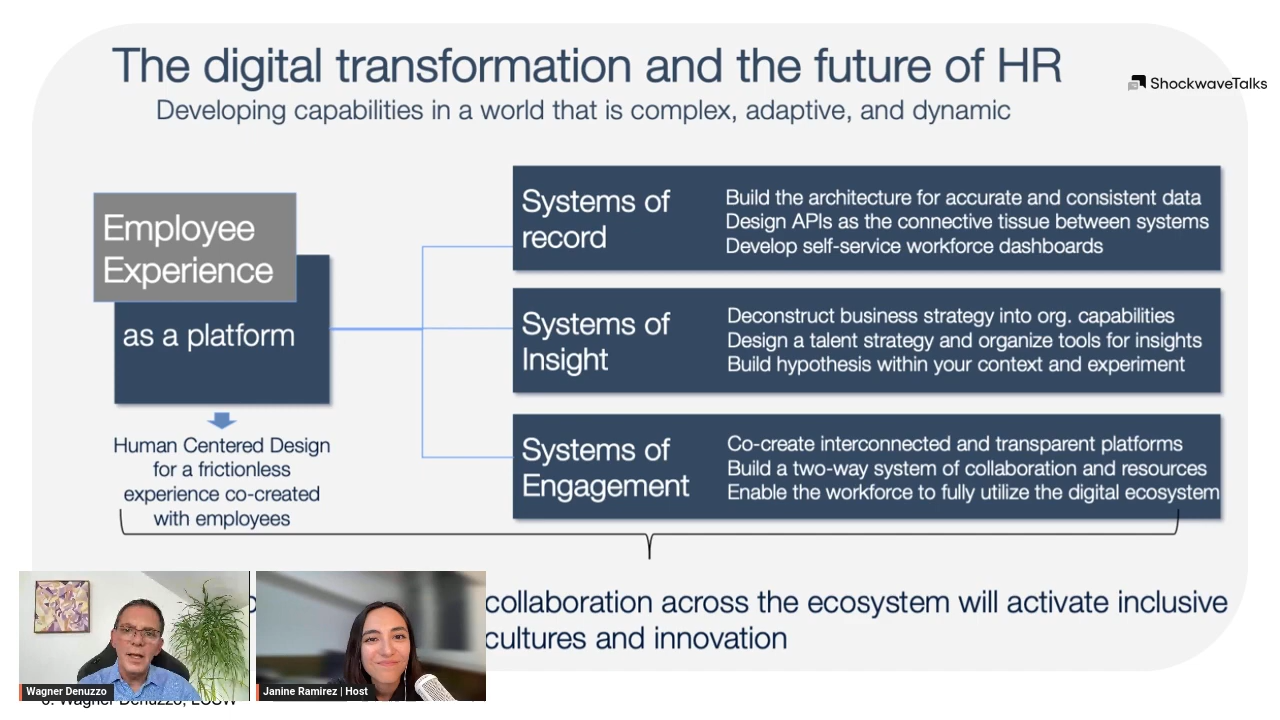 The digital transformation and the future of HR
Developing capabilities in a world that is complex, adaptive, and dynamic
ShockwaveTalks
Employee
Experience
as a platform
Human Centered Design
for a frictionless
experience co-created
with employees
Systems of
record
Build the architecture for accurate and consistent data
Design APIs as the connective tissue between systems
Develop self-service workforce dashboards
Systems of
Insight
Deconstruct business strategy into org. capabilities
Design a talent strategy and organize tools for insights
Build hypothesis within your context and experiment
Systems of
Engagement
Co-create interconnected and transparent platforms
Build a two-way system of collaboration and resources
Enable the workforce to fully utilize the digital ecosystem
collaboration across the ecosystem will activate inclusive
cultures and innovation
Wagner Denuzzo
Janine Ramirez | Host
Wagner Denuzzo, LCSW